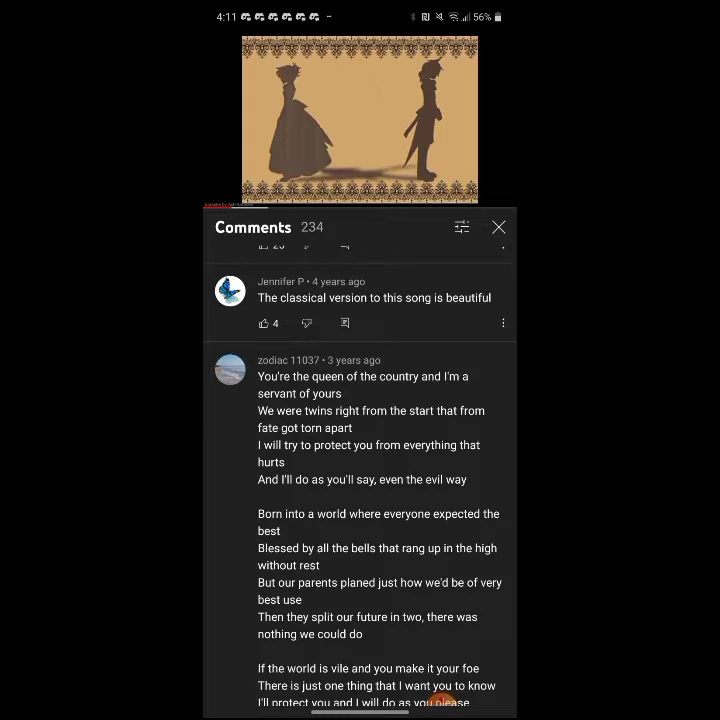 4:11
56%
Comments 234
23
Jennifer P • 4 years ago
The classical version to this song is beautiful
4
zodiac 11037 • 3 years ago
You're the queen of the country and I'm a
servant of yours
We were twins right from the start that from
fate got torn apart
I will try to protect you from everything that
hurts
And I'll do as you'll say, even the evil way
Born into a world where everyone expected the
best
Blessed by all the bells that rang up in the high
without rest
But our parents planed just how we'd be of very
best use
Then they split our future in two, there was
nothing we could do
If the world is vile and you make it your foe
There is just one thing that I want you to know
I'll protect you and I will do as you please